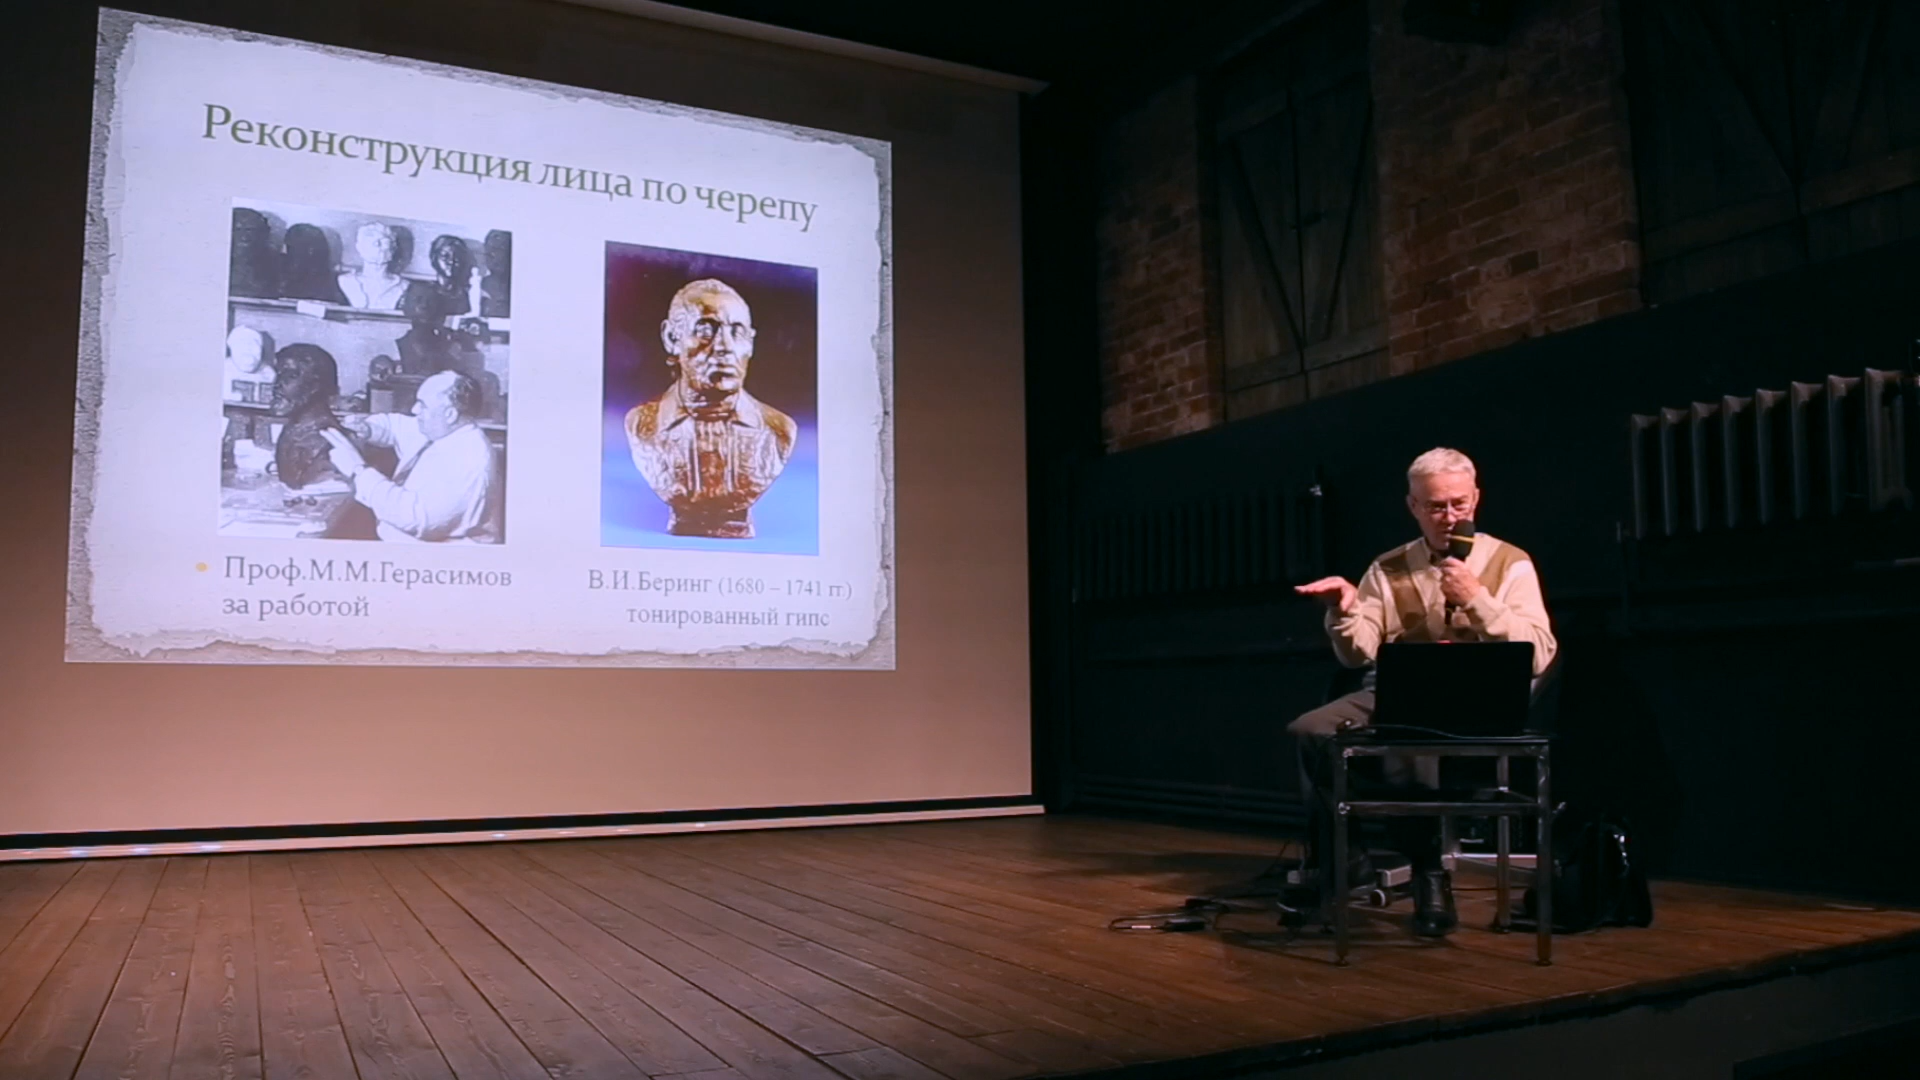 Реконструкция лица по черепу
Проф.М.М.Герасимов
за работой
В.И.Беринг (1680 – 1741 гг.)
тонированный гипс